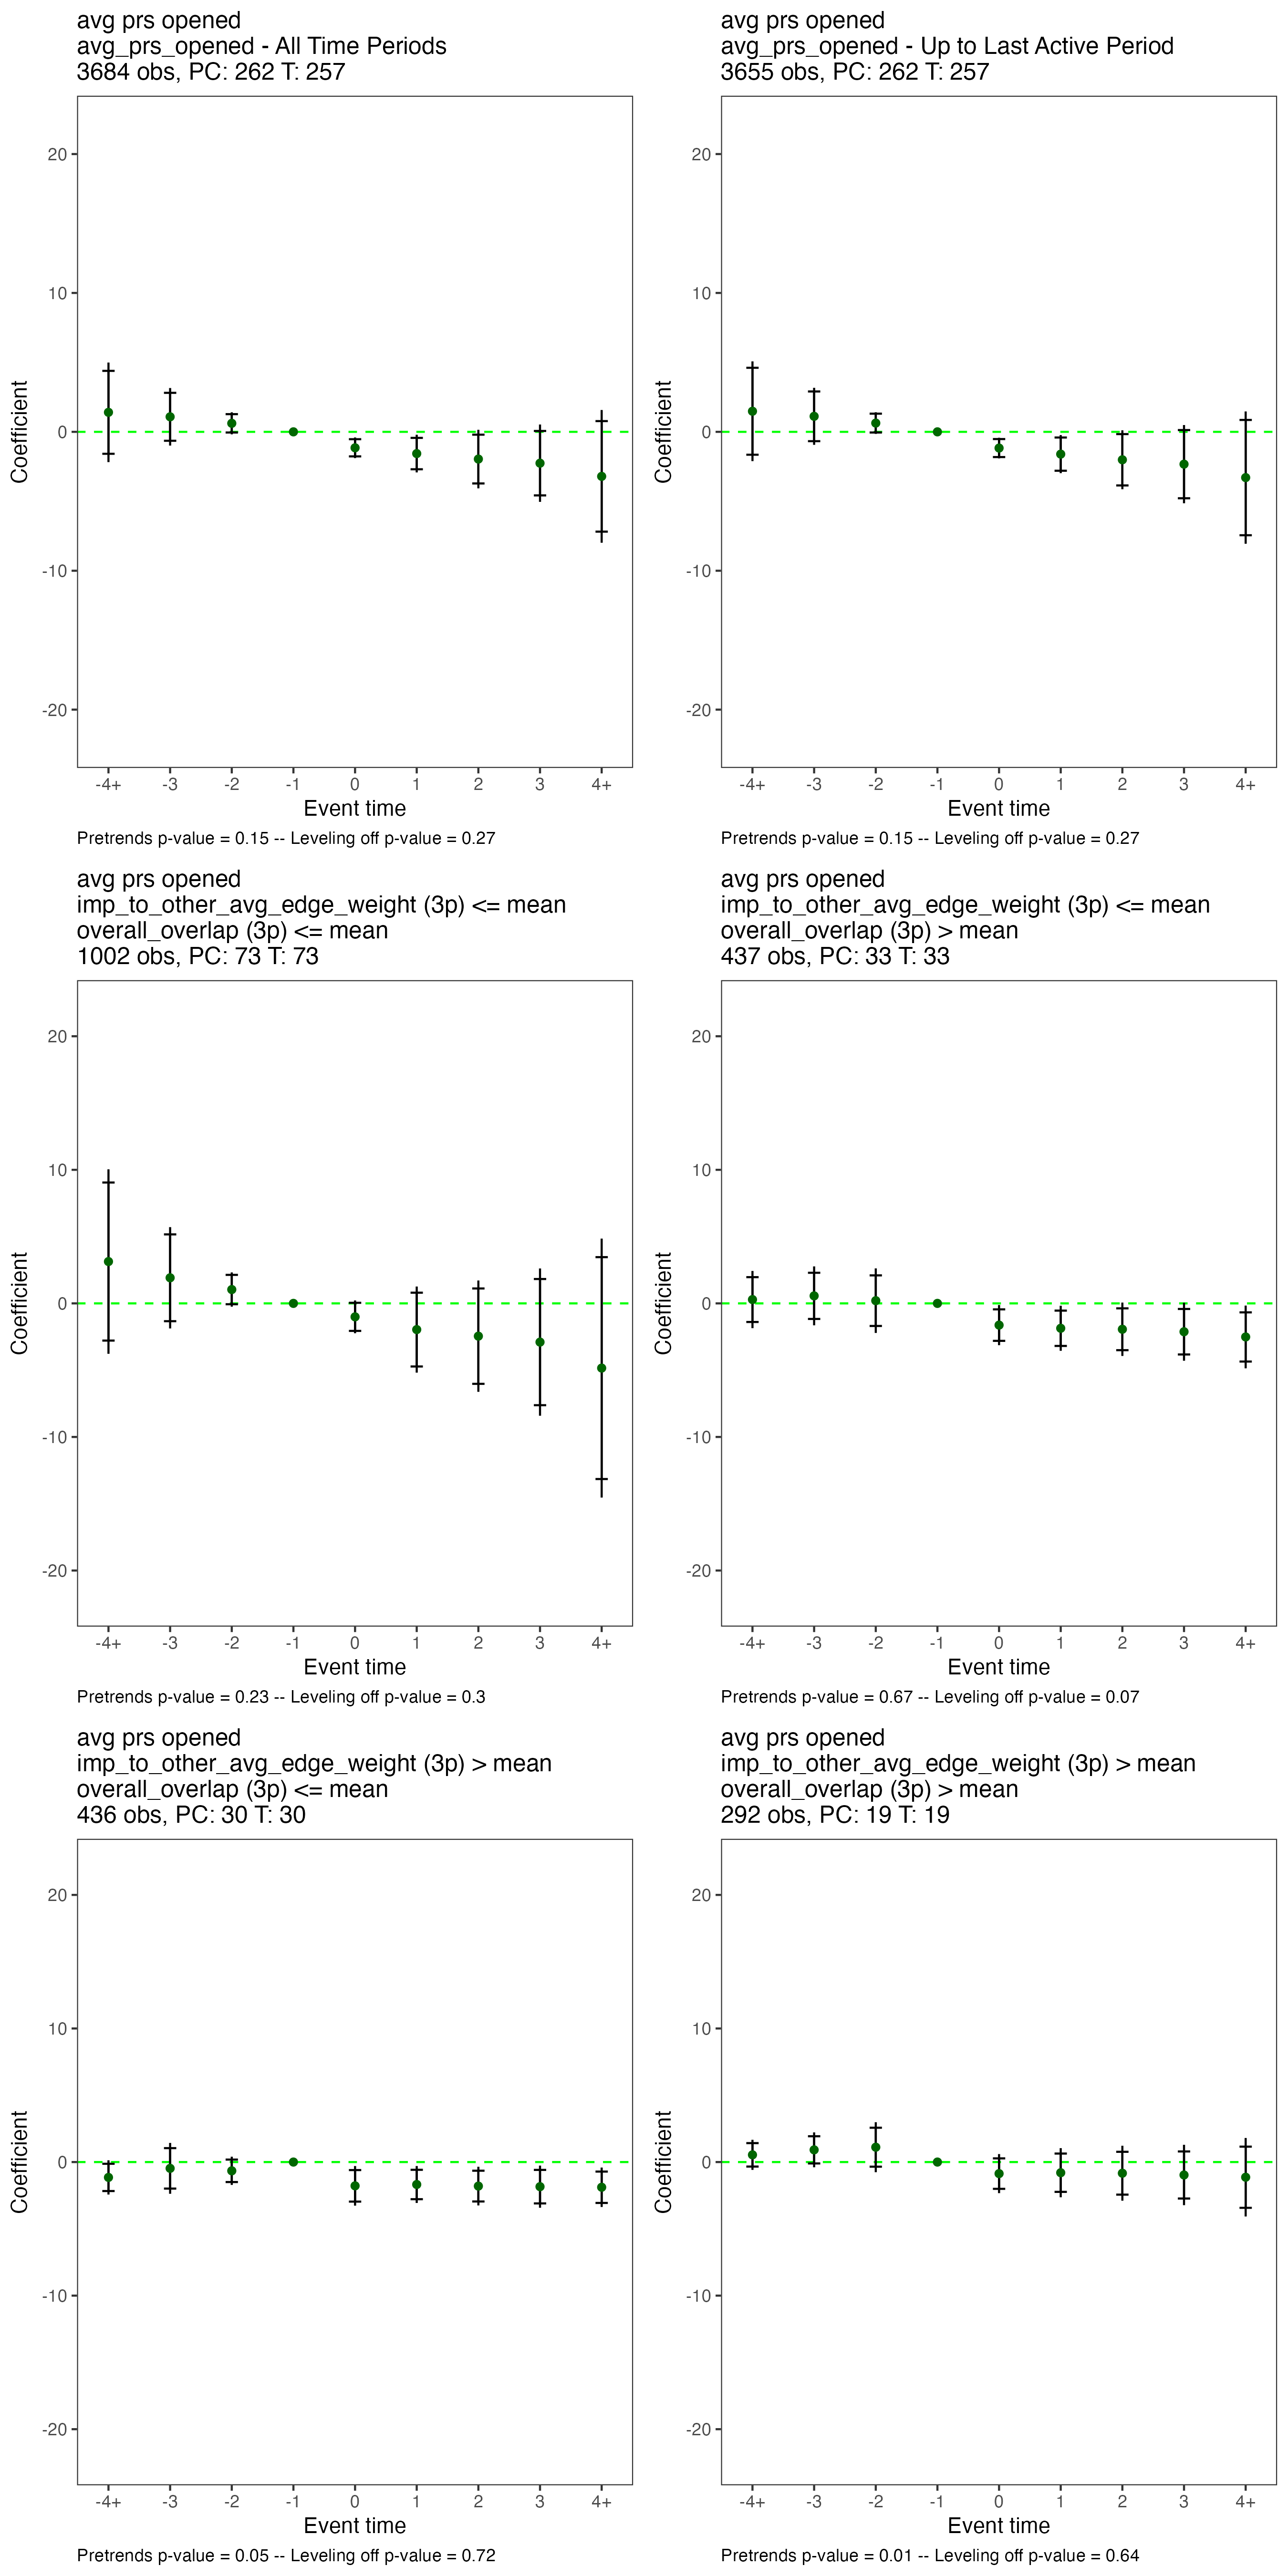 avg prs opened
avg_prs_opened - All Time Periods
3684 obs, PC: 262 T: 257
Coefficient
20
10
0
-10
-20
-4+ -3 -2 -1 0 1 2 3 4+
Event time
Pretrends p-value = 0.15 -- Leveling off p-value = 0.27
avg prs opened
avg_prs_opened - Up to Last Active Period
3655 obs, PC: 262 T: 257
Coefficient
20
10
0
-10
-20
-4+ -3 -2 -1 0 1 2 3 4+
Event time
Pretrends p-value = 0.15 -- Leveling off p-value = 0.27
avg prs opened
imp_to_other_avg_edge_weight (3p) <= mean
overall_overlap (3p) <= mean
1002 obs, PC: 73 T: 73
Coefficient
20
10
0
-10
-20
-4+ -3 -2 -1 0 1 2 3 4+
Event time
Pretrends p-value = 0.23 -- Leveling off p-value = 0.3
avg prs opened
imp_to_other_avg_edge_weight (3p) <= mean
overall_overlap (3p) > mean
437 obs, PC: 33 T: 33
Coefficient
20
10
0
-10
-20
-4+ -3 -2 -1 0 1 2 3 4+
Event time
Pretrends p-value = 0.67 -- Leveling off p-value = 0.07
avg prs opened
imp_to_other_avg_edge_weight (3p) > mean
overall_overlap (3p) <= mean
436 obs, PC: 30 T: 30
Coefficient
20
10
0
-10
-20
-4+ -3 -2 -1 0 1 2 3 4+
Event time
Pretrends p-value = 0.05 -- Leveling off p-value = 0.72
avg prs opened
imp_to_other_avg_edge_weight (3p) > mean
overall_overlap (3p) > mean
292 obs, PC: 19 T: 19
Coefficient
20
10
0
-10
-20
-4+ -3 -2 -1 0 1 2 3 4+
Event time
Pretrends p-value = 0.01 -- Leveling off p-value = 0.64